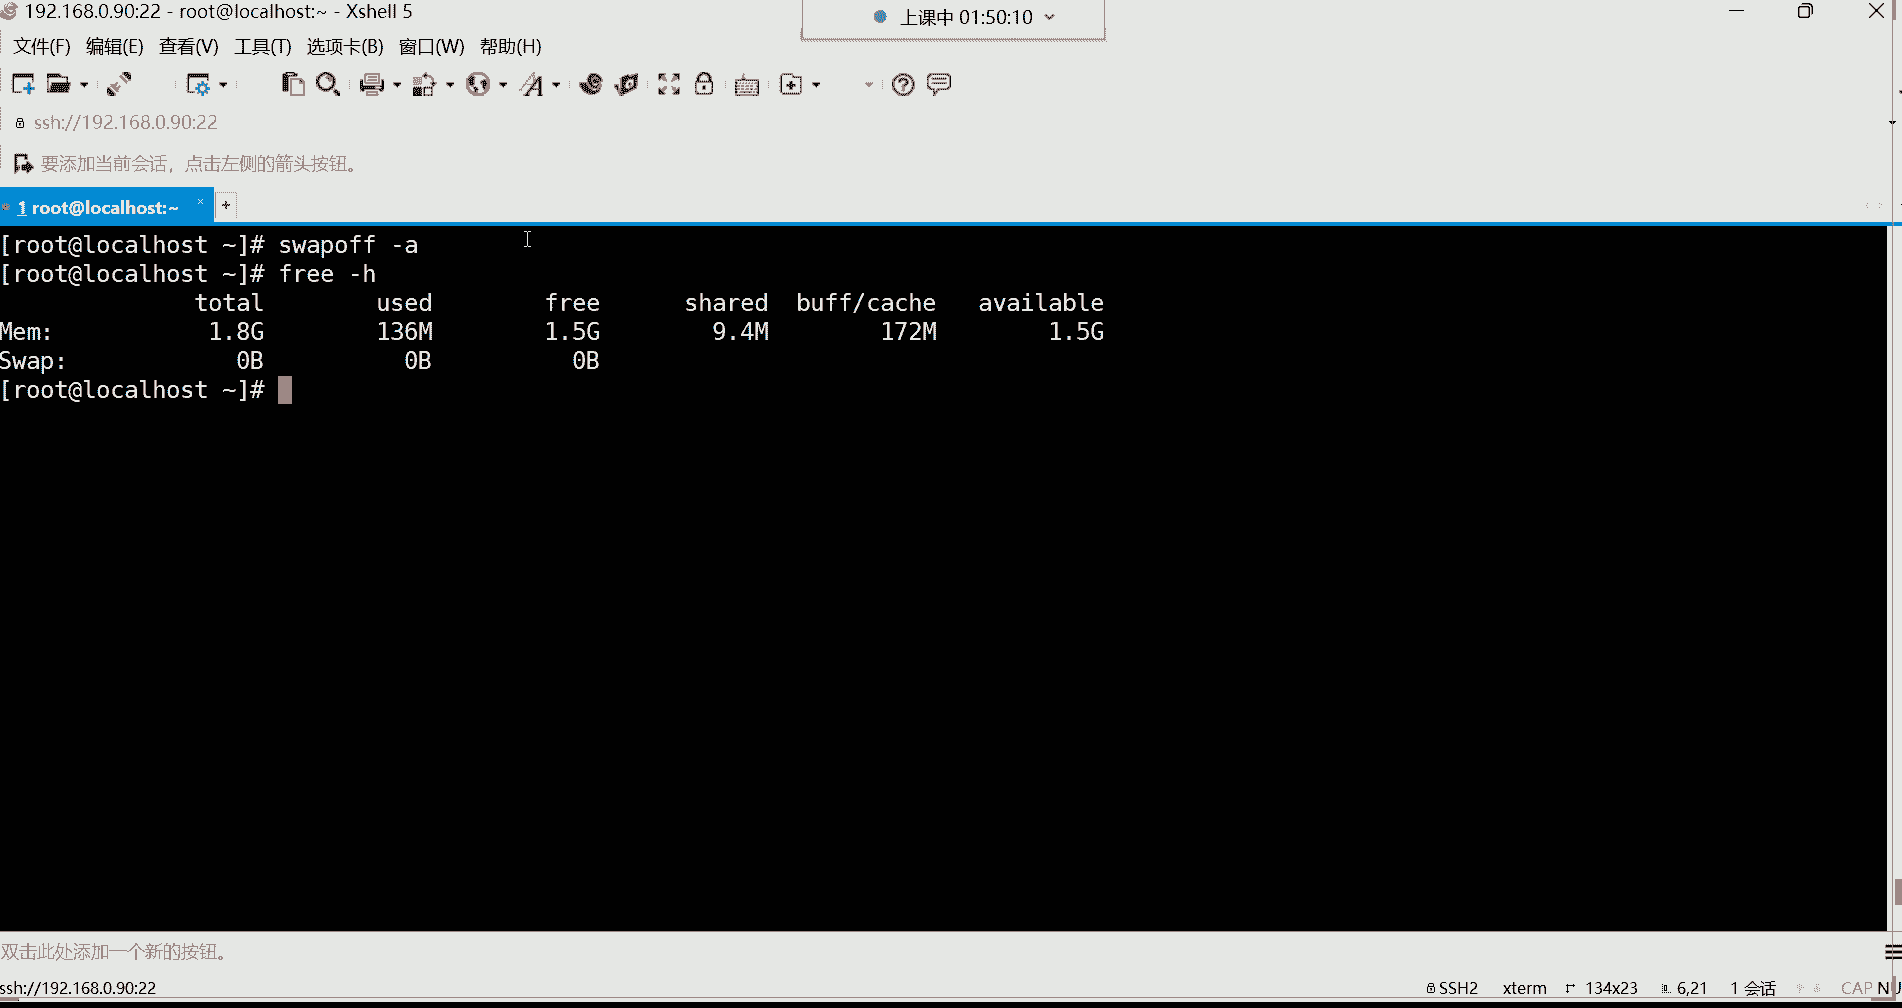 192.168.0.90:22 - root@localhost:~ - Xshell 5
上课中 01:50:10
文件(F) 编辑(E) 查看(V) 工具(T) 选项卡(B) 窗口(W) 帮助(H)
ssh://192.168.0.90:22
要添加当前会话，点击左侧的箭头按钮。
1 root@localhost:~ × +
[root@localhost ~]# swapoff -a
[root@localhost ~]# free -h
total used free shared buff/cache available
Mem: 1.8G 136M 1.5G 9.4M 172M 1.5G
Swap: 0B 0B 0B
[root@localhost ~]#
双击此处添加一个新的按钮。
ssh://192.168.0.90:22 SSH2 xterm 134x23 6,21 1 会话 CAP